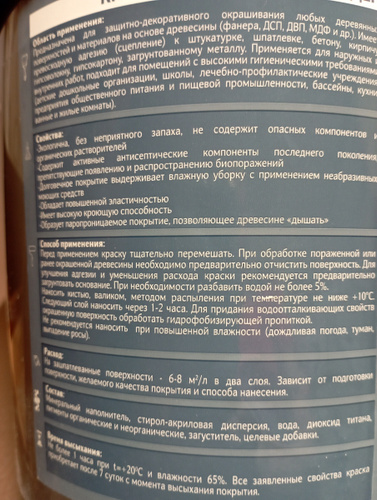 Область применения:
предназначена для защитно-декоративного окрашивания любых деревянных
поверхностей и материалов на основе древесины (фанера, ДСП, ДВП, МДФ и др.). Имеет
адгезию (сцепление) к штукатурке, шпатлевке, бетону, кирпичу,
гипсокартону, загрунтованному металлу. Применяется для наружных и
внутренних работ, подходит для помещений с высокими гигиеническими требованиями
(детские дошкольные организации, школы, лечебно-профилактические учреждения,
предприятия общественного питания и пищевой промышленности, бассейны, кухни,
и жилые комнаты).
Свойства:
-Экологична, без неприятного запаха, не содержит опасных компонентов и
органических растворителей
-Содержит активные антисептические компоненты последнего поколения,
препятствующие появлению и распространению биопоражений
-Долговечное покрытие выдерживает влажную уборку с применением неабразивных
моющих средств
-Обладает повышенной эластичностью
-Имеет высокую кроющую способность
-Образует паропроницаемое покрытие, позволяющее древесине «дышать»
Способ применения:
Перед применением краску тщательно перемешать. При обработке пораженной или
ранее окрашенной древесины необходимо предварительно отчистить поверхность. Для
улучшения адгезии и уменьшения расхода краски рекомендуется предварительно
загрунтовать основание. При необходимости разбавить водой не более 5%.
Наносить кистью, валиком, методом распыления при температуре не ниже +10°С.
Следующий слой наносить через 1-2 часа. Для придания водоотталкивающих свойств
окрашенную поверхность обработать гидрофобизирующей пропиткой.
Не рекомендуется наносить при повышенной влажности (дождливая погода, туман,
выпадение росы).
Расход:
На зашпатлеванные поверхности - 6-8 м²/л в два слоя. Зависит от подготовки
поверхности, желаемого качества покрытия и способа нанесения.
Состав:
Минеральный наполнитель, стирол-акриловая дисперсия, вода, диоксид титана,
пигменты органические и неорганические, загуститель, целевые добавки.
Время высыхания:
Не более 1 часа при t=+20°С и влажности 65%. Все заявленные свойства краска
приобретает после 7 суток с момента высыхания покрытия.